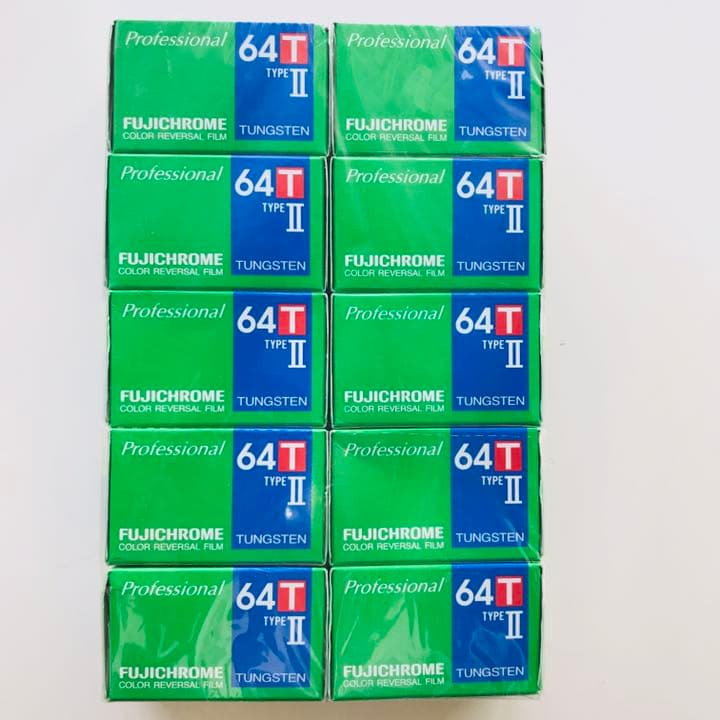 Professional 64T
TYPE II
FUJICHROME
COLOR REVERSAL FILM TUNGSTEN
Professional 64T
TYPE II
FUJICHROME
COLOR REVERSAL FILM TUNGSTEN
Professional 64T
TYPE II
FUJICHROME
COLOR REVERSAL FILM TUNGSTEN
Professional 64T
TYPE II
FUJICHROME
COLOR REVERSAL FILM TUNGSTEN
Professional 64T
TYPE II
FUJICHROME
COLOR REVERSAL FILM TUNGSTEN
Professional 64T
TYPE II
FUJICHROME
COLOR REVERSAL FILM TUNGSTEN
Professional 64T
TYPE II
FUJICHROME
COLOR REVERSAL FILM TUNGSTEN
Professional 64T
TYPE II
FUJICHROME
COLOR REVERSAL FILM TUNGSTEN
Professional 64T
TYPE II
FUJICHROME
COLOR REVERSAL FILM TUNGSTEN
Professional 64T
TYPE II
FUJICHROME
COLOR REVERSAL FILM TUNGSTEN